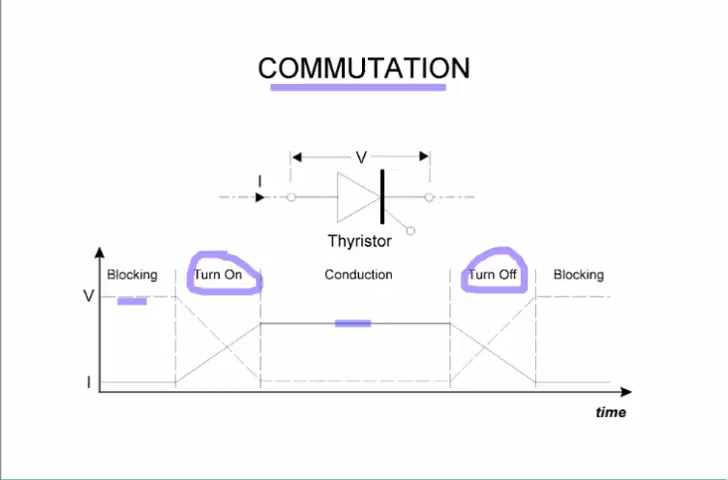 COMMUTATION
V
I
Thyristor
Blocking Turn On Conduction Turn Off Blocking
V
I
time